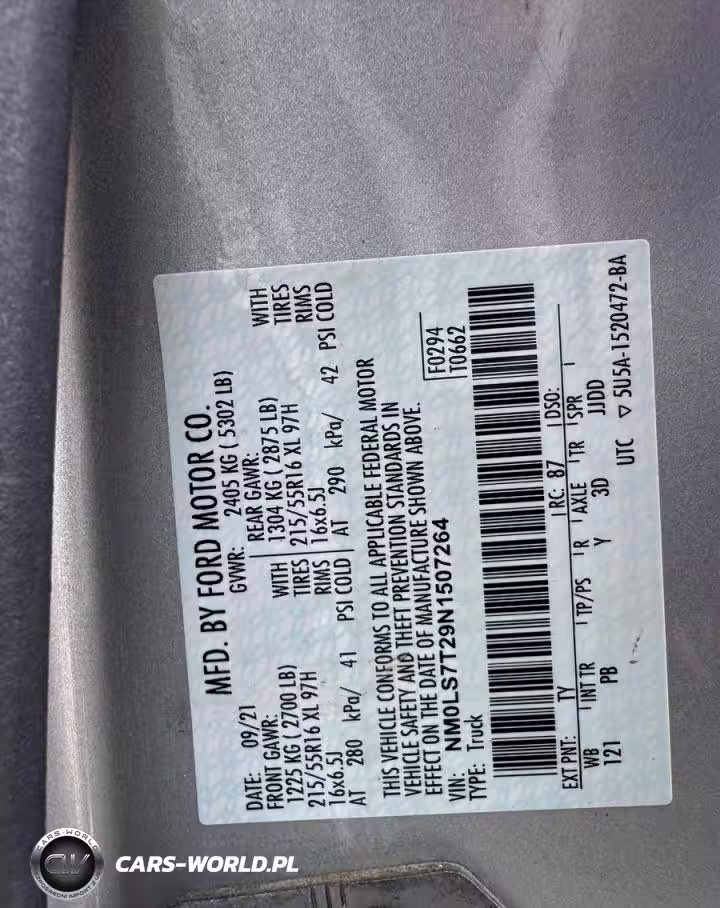 MFD. BY FORD MOTOR CO.
DATE: 09/21 GVWR: 2405 KG ( 5302 LB)
FRONT GAWR: REAR GAWR: WITH
1225 KG ( 2700 LB) WITH 1304 KG ( 2875 LB) TIRES
215/55R16 XL 97H TIRES 215/55R16 XL 97H RIMS
16x6.5J RIMS 16x6.5J
AT 280 kPa/ 41 PSI COLD AT 290 kPa/ 42 PSI COLD
THIS VEHICLE CONFORMS TO ALL APPLICABLE FEDERAL MOTOR
VEHICLE SAFETY AND THEFT PREVENTION STANDARDS IN
EFFECT ON THE DATE OF MANUFACTURE SHOWN ABOVE.
VIN: NM0LS7T29N1507264 F0294
TYPE: Truck T0662
EXT PNT: TY RC: 87 DSO:
WB INT TR TP/PS R AXLE TR SPR
121 PB Y 3D JJDD
UTC ▽ 5U5A-1520472-BA
CARS-WORLD
CW
CARS-WORLD.PL